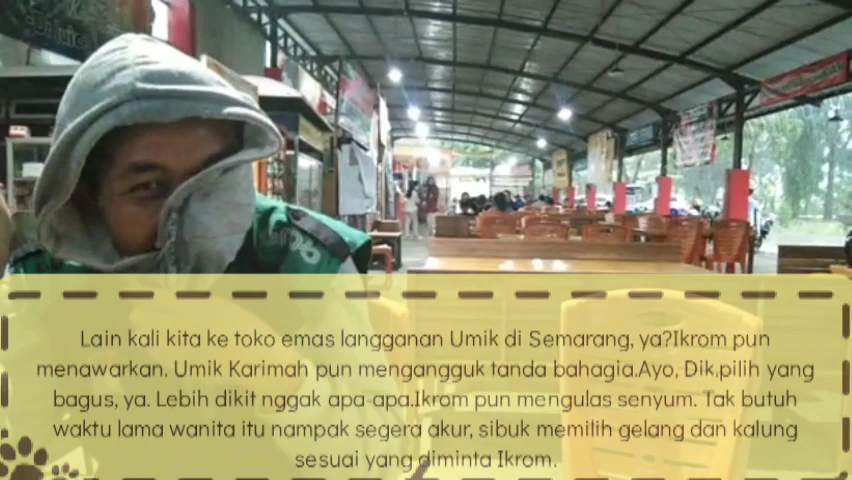 Lain kali kita ke toko emas langganan Umik di Semarang, ya?Ikrom pun
menawarkan. Umik Karimah pun mengangguk tanda bahagia.Ayo, Dik,pilih yang
bagus, ya. Lebih dikit nggak apa-apa.Ikrom pun mengulas senyum. Tak butuh
waktu lama wanita itu nampak segera akur, sibuk memilih gelang dan kalung
sesuai yang diminta Ikrom.